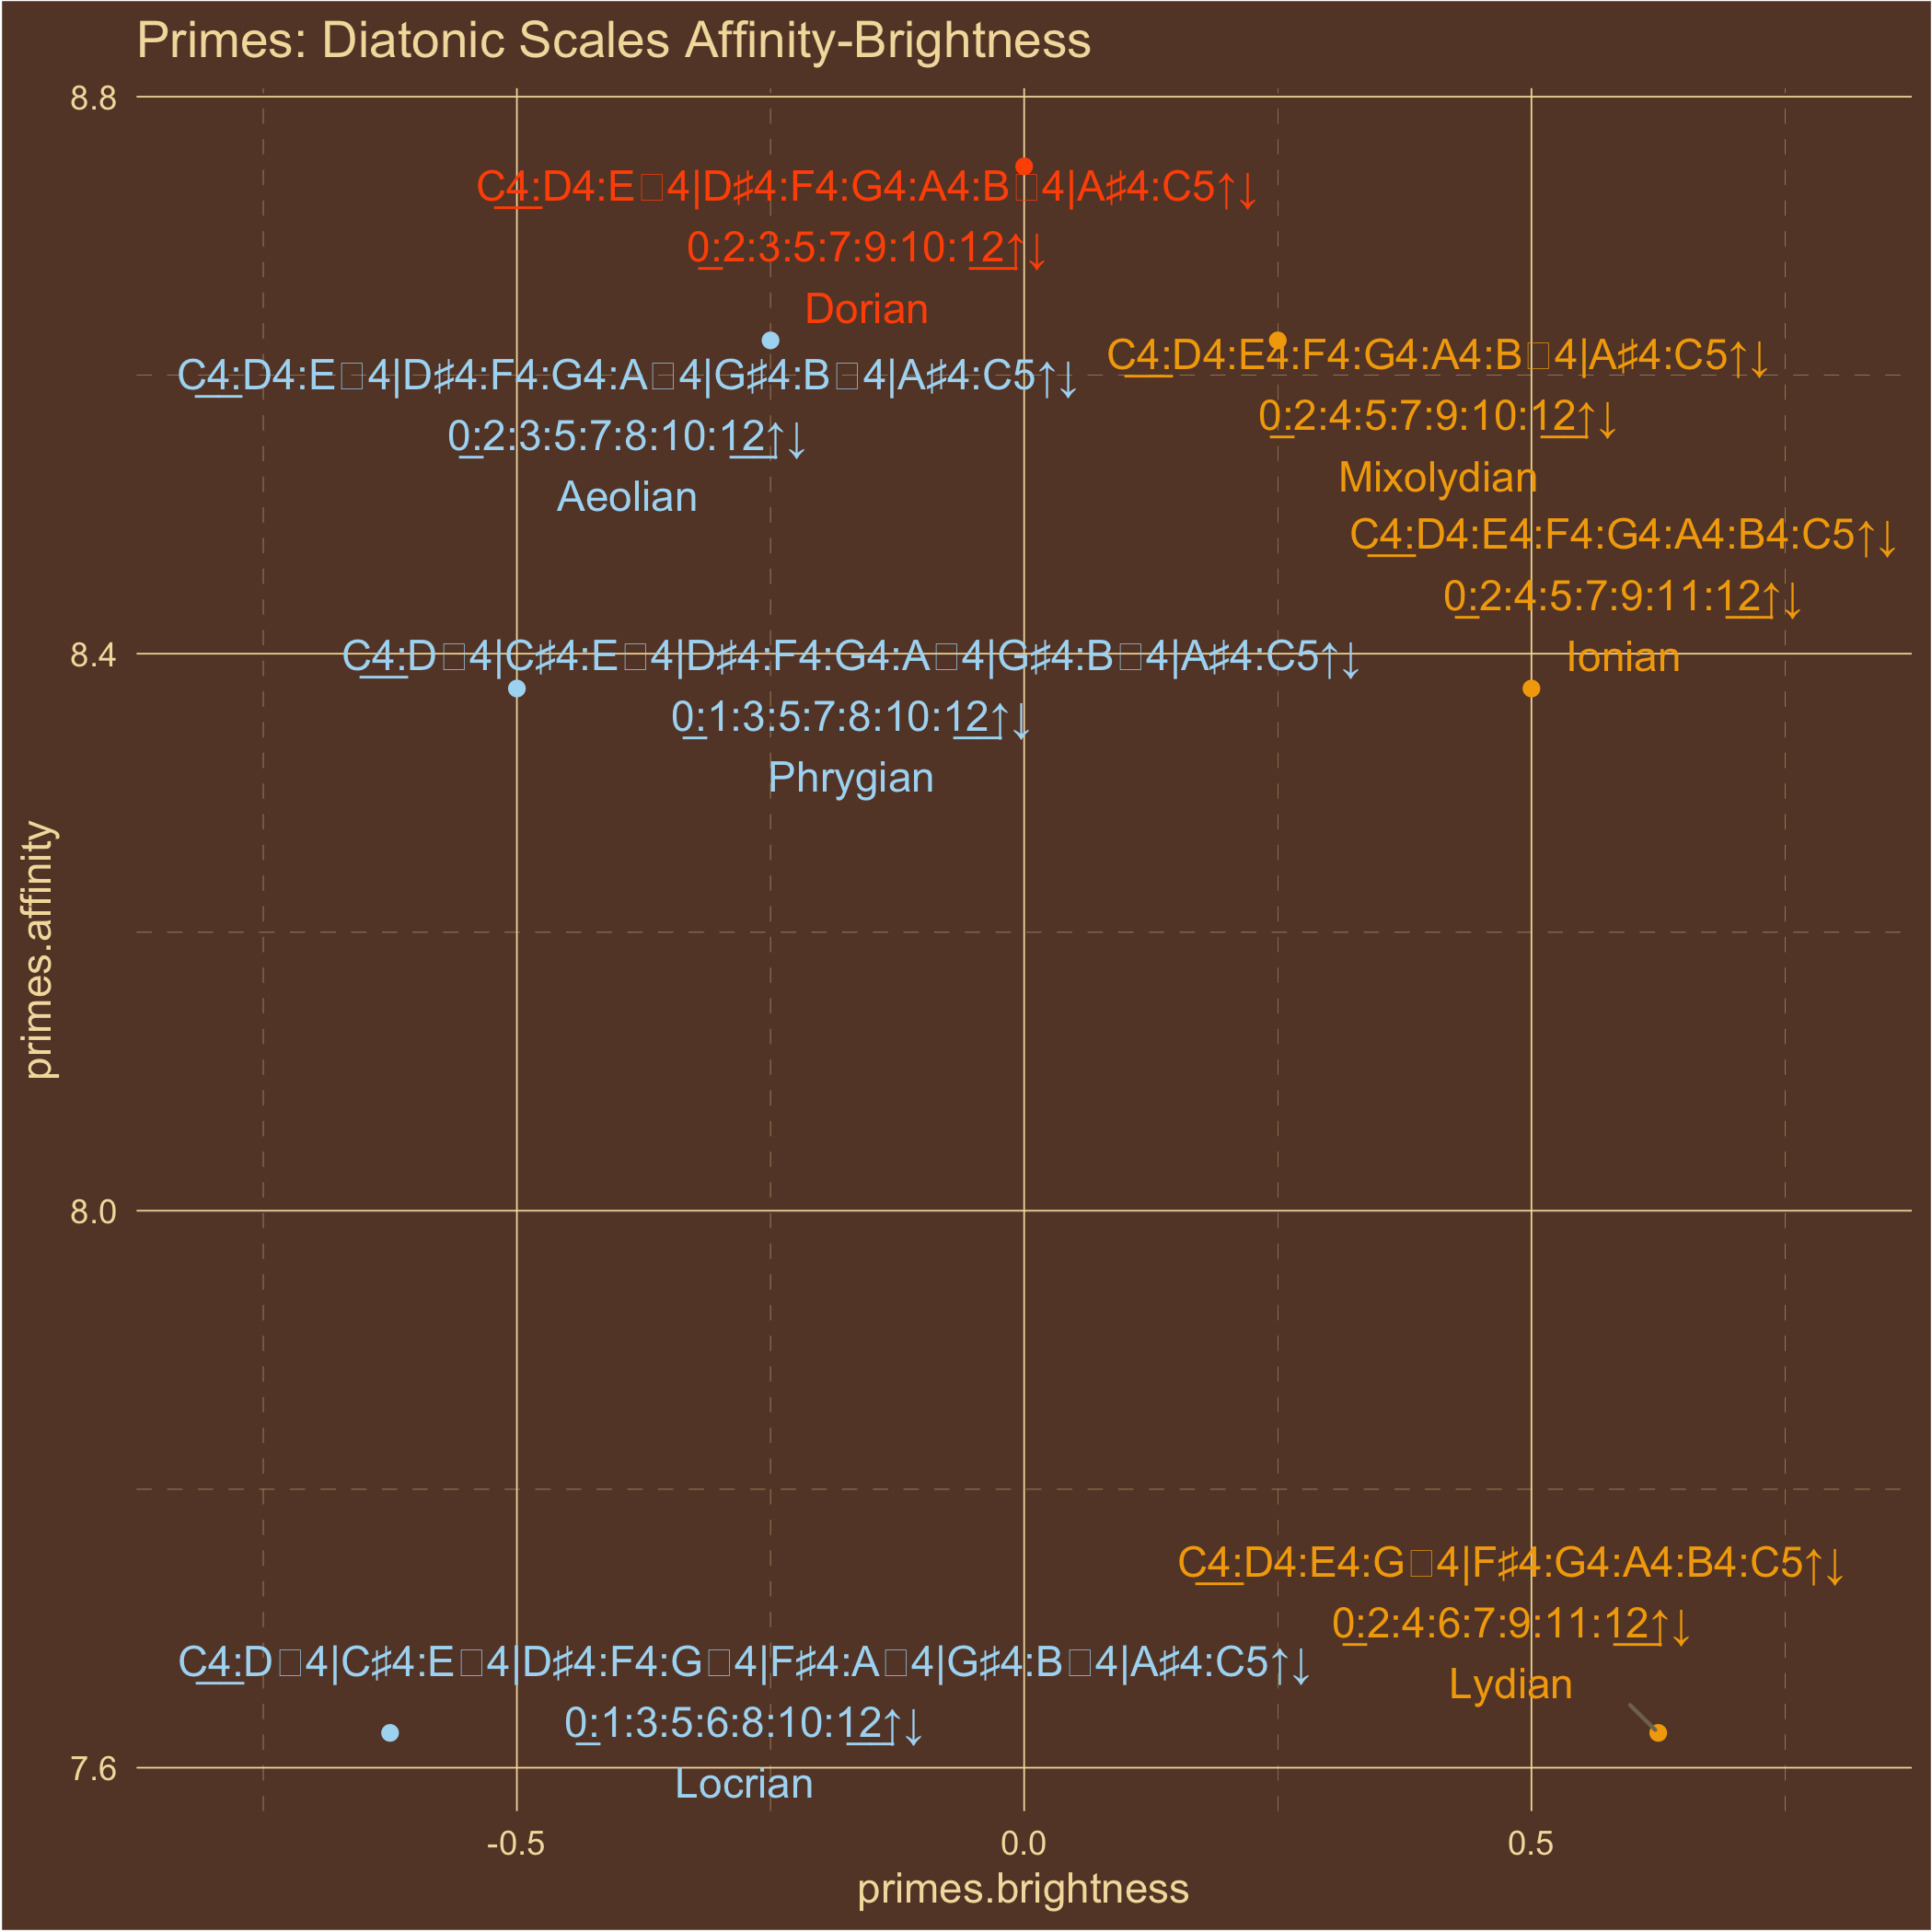 Primes: Diatonic Scales Affinity-Brightness
8.8
C4:D4:E□4|D♯4:F4:G4:A4:B□4|A♯4:C5↑↓
0:2:3:5:7:9:10:12↑↓
Dorian
C4:D4:E□4|D♯4:F4:G4:A□4|G♯4:B□4|A♯4:C5↑↓
0:2:3:5:7:8:10:12↑↓
Aeolian
C4:D4:E4:F4:G4:A4:B□4|A♯4:C5↑↓
0:2:4:5:7:9:10:12↑↓
Mixolydian
C4:D4:E4:F4:G4:A4:B4:C5↑↓
0:2:4:5:7:9:11:12↑↓
Ionian
8.4
C4:D□4|C♯4:E□4|D♯4:F4:G4:A□4|G♯4:B□4|A♯4:C5↑↓
0:1:3:5:7:8:10:12↑↓
Phrygian
primes.affinity
8.0
C4:D4:E4:G□4|F♯4:G4:A4:B4:C5↑↓
0:2:4:6:7:9:11:12↑↓
Lydian
C4:D□4|C♯4:E□4|D♯4:F4:G□4|F♯4:A□4|G♯4:B□4|A♯4:C5↑↓
0:1:3:5:6:8:10:12↑↓
Locrian
7.6
-0.5
0.0
0.5
primes.brightness